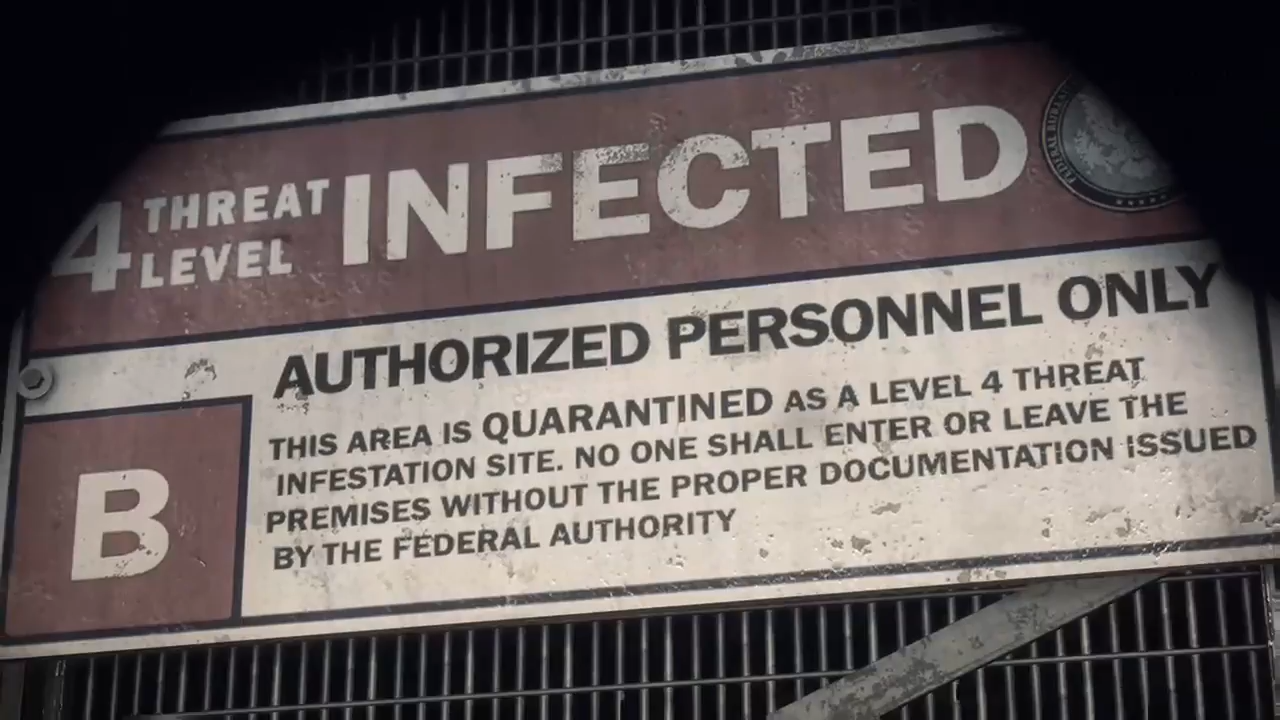 4 THREAT LEVEL INFECTED
FEDERAL
AUTHORIZED PERSONNEL ONLY
B
THIS AREA IS QUARANTINED AS A LEVEL 4 THREAT
INFESTATION SITE. NO ONE SHALL ENTER OR LEAVE THE
PREMISES WITHOUT THE PROPER DOCUMENTATION ISSUED
BY THE FEDERAL AUTHORITY